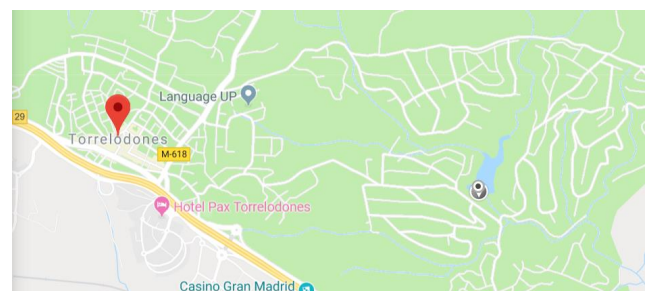 Language UP
29
Torrelodones
M-618
Hotel Pax Torrelodones
Casino Gran Madrid